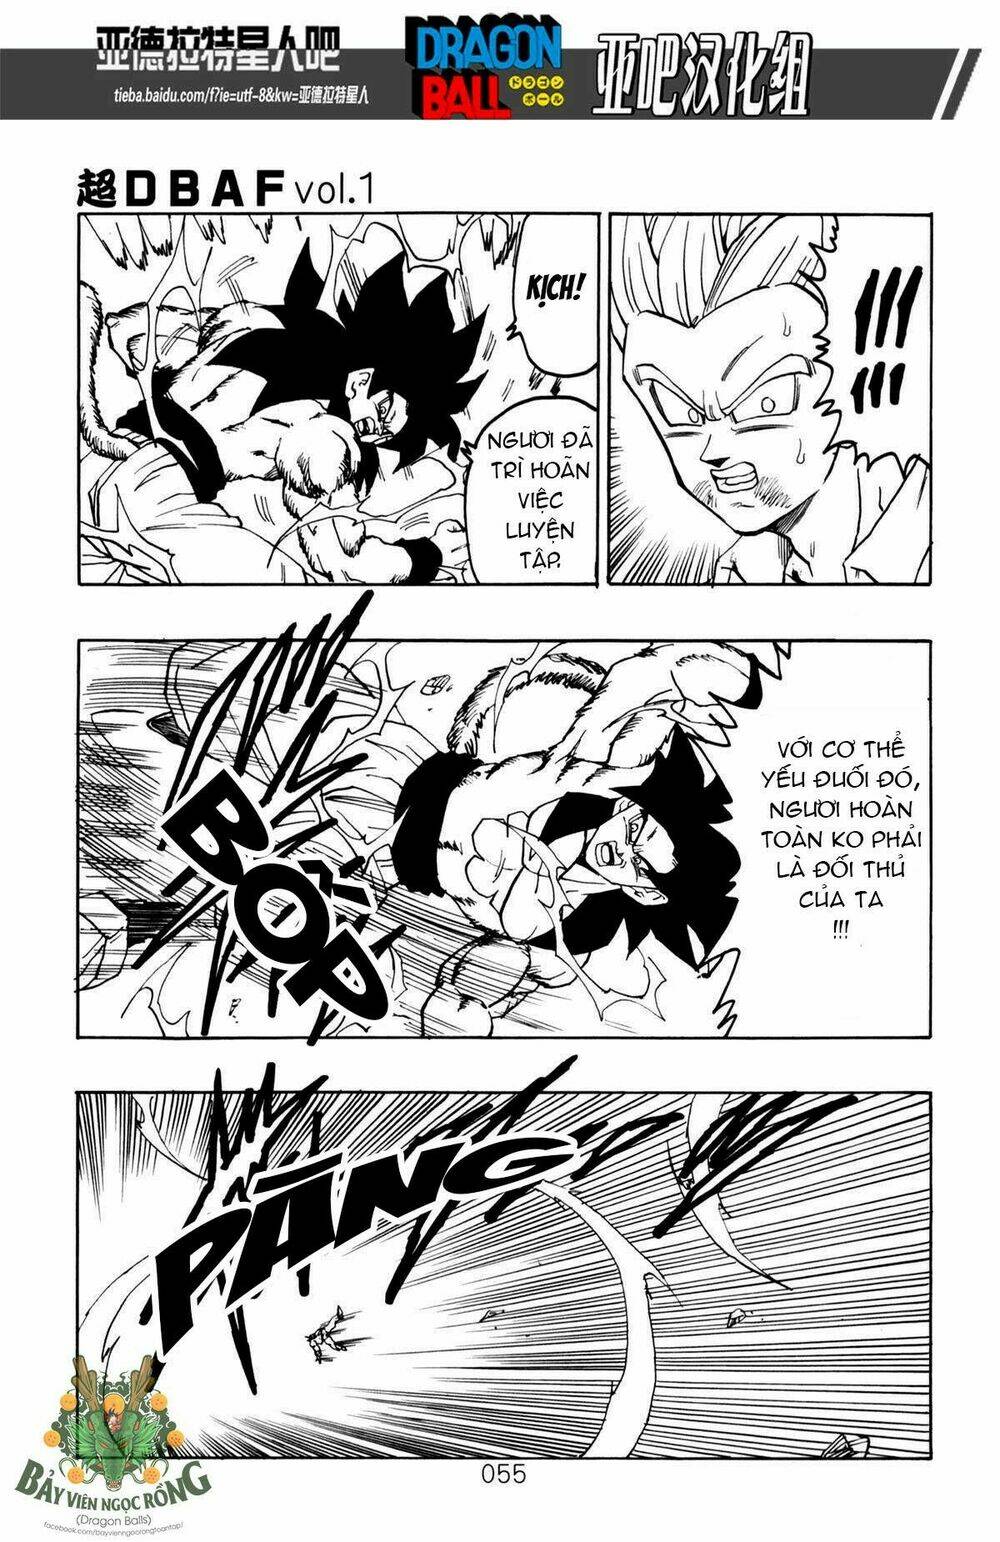 亚德拉特星人吧
tieba.baidu.com/f?ie=utf-8&kw=亚德拉特星人
DRAGON
BALL
ドラゴン
ボール
亚吧汉化组
超DBAF vol.1
KỊCH!
NGƯƠI ĐÃ
TRÌ HOÃN
VIỆC
LUYỆN
TẬP.
!!!
VỚI CƠ THỂ
YẾU ĐUỐI ĐÓ,
NGƯƠI HOÀN
TOÀN KO PHẢI
LÀ ĐỐI THỦ
CỦA TA
!!!
BỐP
PĂNG
055
BẢY VIÊN NGỌC RỒNG
(Dragon Balls)
facebook.com/bayvienngocrongtoantap/